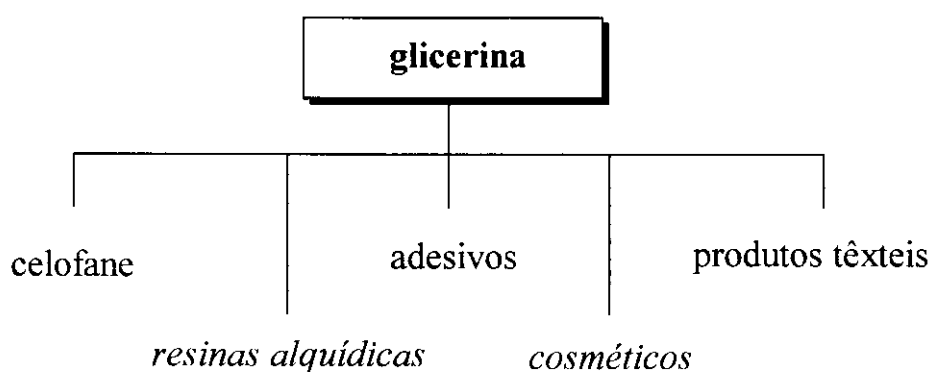 glicerina
celofane
adesivos
produtos têxteis
resinas alquídicas
cosméticos